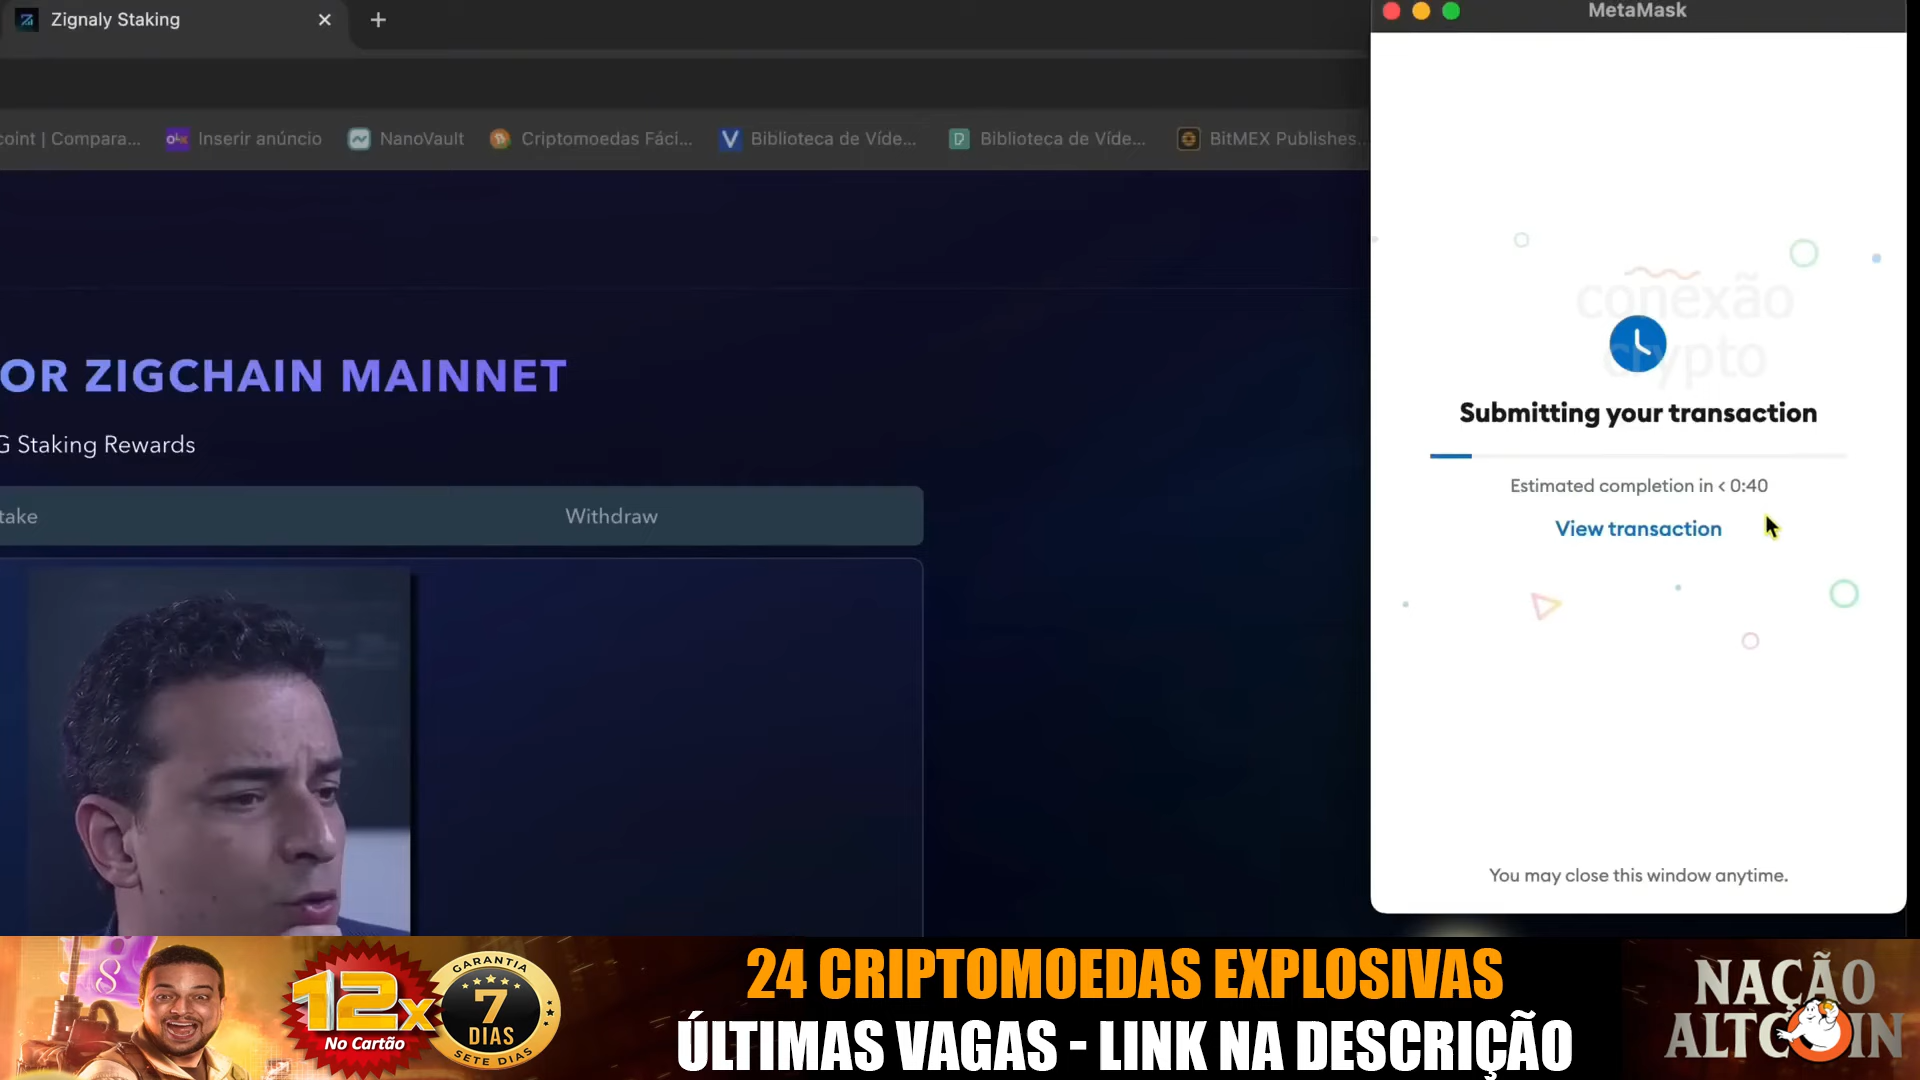 Zignaly Staking
MetaMask
coint | Compara...
OLX
Inserir anúncio
NanoVault
Criptomoedas Fáci...
Biblioteca de Víde...
Biblioteca de Víde...
BitMEX Publishes...
OR ZIGCHAIN MAINNET
G Staking Rewards
take
Withdraw
conexão
crypto
Submitting your transaction
Estimated completion in < 0:40
View transaction
You may close this window anytime.
12x
No Cartão
GARANTIA
7
DIAS
SETE DIAS
24 CRIPTOMOEDAS EXPLOSIVAS
ÚLTIMAS VAGAS - LINK NA DESCRIÇÃO
NAÇÃO
ALTCOIN